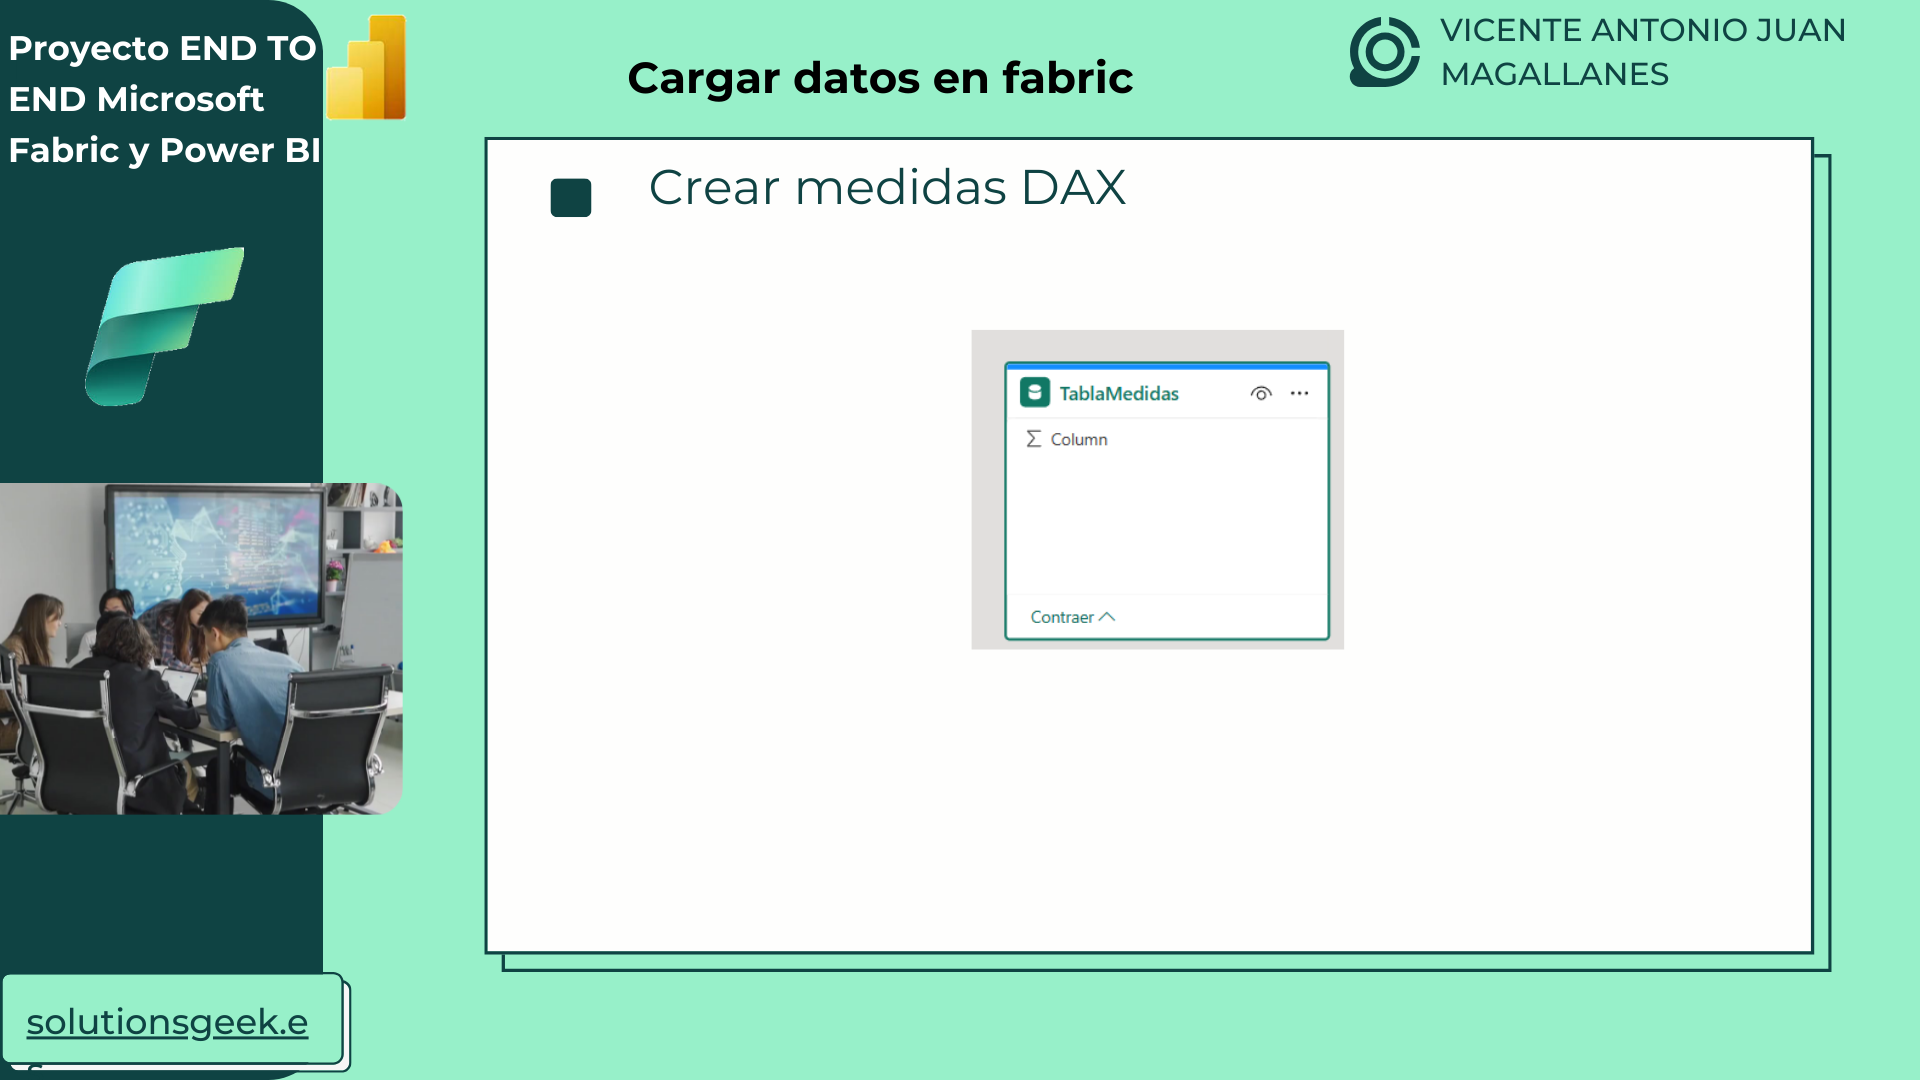 Proyecto END TO
END Microsoft
Fabric y Power BI
Cargar datos en fabric
VICENTE ANTONIO JUAN
MAGALLANES
Crear medidas DAX
TablaMedidas
Column
Contraer
solutionsgeek.e